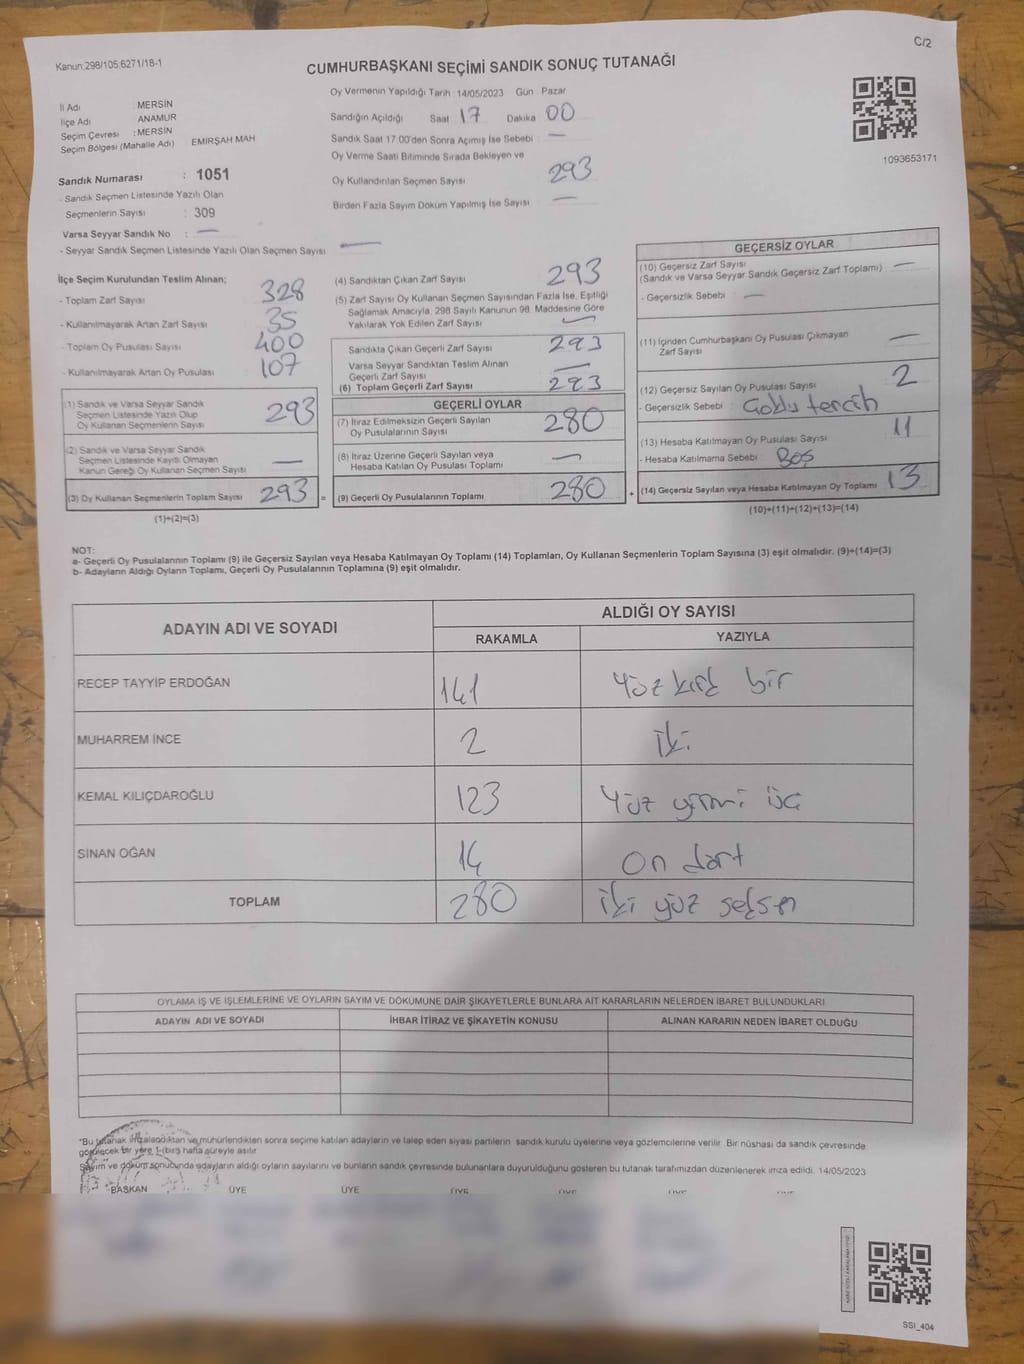 C/2
Kanun:298/105;6271/18-1
CUMHURBAŞKANI SEÇİMİ SANDIK SONUÇ TUTANAĞI
Oy Vermenin Yapıldığı Tarih :14/05/2023 Gün : Pazar
İl Adı : MERSİN
İlçe Adı : ANAMUR
Seçim Çevresi : MERSİN
Seçim Bölgesi (Mahalle Adı) : EMİRŞAH MAH
Sandığın Açıldığı Saat : 17 Dakika : 00
Sandık Saat 17:00'den Sonra Açımış İse Sebebi : —
Oy Verme Saati Bitiminde Sırada Bekleyen ve
Oy Kullandırılan Seçmen Sayısı : 293
Birden Fazla Sayım Döküm Yapılmış İse Sayısı : —
1093653171
Sandık Numarası : 1051
- Sandık Seçmen Listesinde Yazılı Olan
Seçmenlerin Sayısı : 309
Varsa Seyyar Sandık No : —
- Seyyar Sandık Seçmen Listesinde Yazılı Olan Seçmen Sayısı : —
İlçe Seçim Kurulundan Teslim Alınan;
- Toplam Zarf Sayısı : 328
- Kullanılmayarak Artan Zarf Sayısı : 35
- Toplam Oy Pusulası Sayısı : 400
- Kullanılmayarak Artan Oy Pusulası : 107
(1) Sandık ve Varsa Seyyar Sandık
Seçmen Listesinde Yazılı Olup
Oy Kullanan Seçmenlerin Sayısı : 293
(2) Sandık ve Varsa Seyyar Sandık
Seçmen Listesinde Kayıtlı Olmayan
Kanun Gereği Oy Kullanan Seçmen Sayısı : —
(3) Oy Kullanan Seçmenlerin Toplam Sayısı : 293 =
(1)+(2)=(3)
(4) Sandıktan Çıkan Zarf Sayısı : 293
(5) Zarf Sayısı Oy Kullanan Seçmen Sayısından Fazla İse, Eşitliği
Sağlamak Amacıyla, 298 Sayılı Kanunun 98. Maddesine Göre
Yakılarak Yok Edilen Zarf Sayısı : —
Sandıkta Çıkan Geçerli Zarf Sayısı : 293
Varsa Seyyar Sandıktan Teslim Alınan
Geçerli Zarf Sayısı : —
(6) Toplam Geçerli Zarf Sayısı : 293
GEÇERLİ OYLAR
(7) İtiraz Edilmeksizin Geçerli Sayılan
Oy Pusulalarının Sayısı : 280
(8) İtiraz Üzerine Geçerli Sayılan veya
Hesaba Katılan Oy Pusulası Toplamı : —
(9) Geçerli Oy Pusulalarının Toplamı : 280 +
GEÇERSİZ OYLAR
(10) Geçersiz Zarf Sayısı : —
(Sandık ve Varsa Seyyar Sandık Geçersiz Zarf Toplamı)
- Geçersizlik Sebebi : —
(11) İçinden Cumhurbaşkanı Oy Pusulası Çıkmayan
Zarf Sayısı : —
(12) Geçersiz Sayılan Oy Pusulası Sayısı : 2
- Geçersizlik Sebebi : Çoklu tercih
(13) Hesaba Katılmayan Oy Pusulası Sayısı : 11
- Hesaba Katılmama Sebebi : Boş
(14) Geçersiz Sayılan veya Hesaba Katılmayan Oy Toplamı : 13
(10)+(11)+(12)+(13)=(14)
NOT:
a- Geçerli Oy Pusulalarının Toplamı (9) ile Geçersiz Sayılan veya Hesaba Katılmayan Oy Toplamı (14) Toplamları, Oy Kullanan Seçmenlerin Toplam Sayısına (3) eşit olmalıdır. (9)+(14)=(3)
b- Adayların Aldığı Oyların Toplamı, Geçerli Oy Pusulalarının Toplamına (9) eşit olmalıdır.
ADAYIN ADI VE SOYADI ALDIĞI OY SAYISI
RAKAMLA YAZIYLA
RECEP TAYYİP ERDOĞAN 141 Yüz kırk bir
MUHARREM İNCE 2 iki
KEMAL KILIÇDAROĞLU 123 Yüz yirmi üç
SİNAN OĞAN 14 On dört
TOPLAM 280 iki yüz seksen
OYLAMA İŞ VE İŞLEMLERİNE VE OYLARIN SAYIM VE DÖKÜMÜNE DAİR ŞİKAYETLERLE BUNLARA AİT KARARLARIN NELERDEN İBARET BULUNDUKLARI
ADAYIN ADI VE SOYADI İHBAR İTİRAZ VE ŞİKAYETİN KONUSU ALINAN KARARIN NEDEN İBARET OLDUĞU
*Bu tutanak imzalandıktan ve mühürlendikten sonra seçime katılan adayların ve talep eden siyasi partilerin sandık kurulu üyelerine veya gözlemcilerine verilir. Bir nüshası da sandık çevresinde
görülecek bir yere 1 (bir) hafta süreyle asılır.
Sayım ve döküm sonucunda adayların aldığı oyların sayılarını ve bunların sandık çevresinde bulunanlara duyurulduğunu gösteren bu tutanak tarafımızdan düzenlenerek imza edildi. 14/05/2023
BAŞKAN ÜYE ÜYE ÜYE ÜYE ÜYE
SSI_404